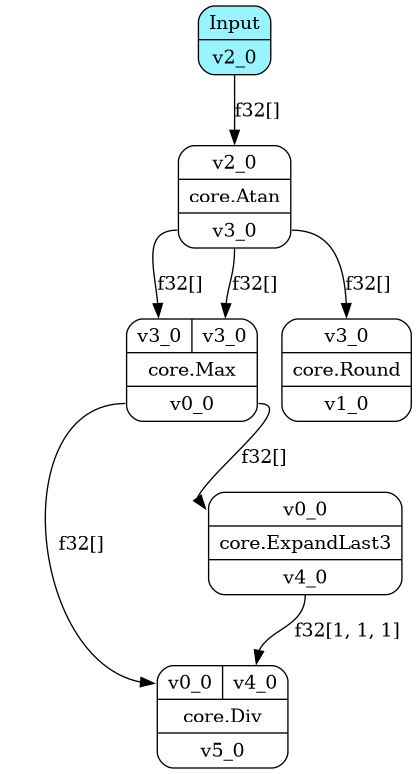 Input
v2_0
f32[]
v2_0
core.Atan
v3_0
f32[] f32[] f32[]
v3_0 v3_0
core.Max
v0_0
v3_0
core.Round
v1_0
f32[]
v0_0
core.ExpandLast3
v4_0
f32[]
f32[1, 1, 1]
v0_0 v4_0
core.Div
v5_0